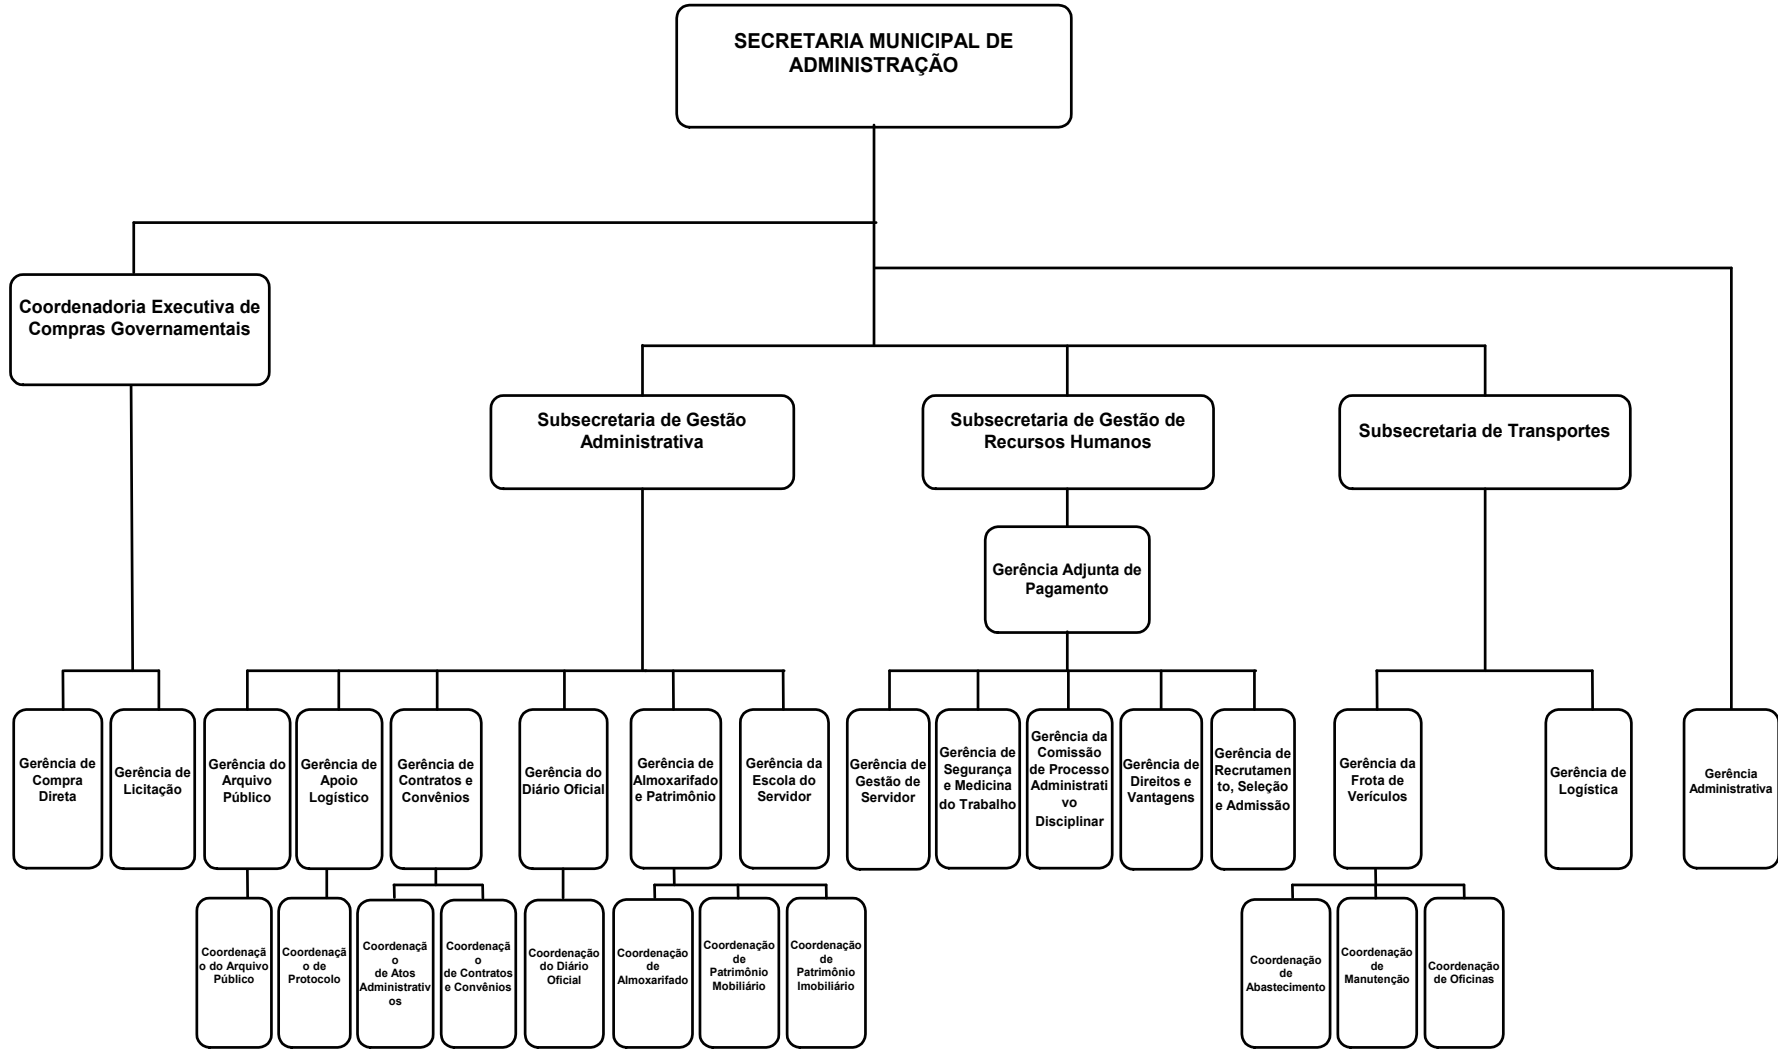 SECRETARIA MUNICIPAL DE
ADMINISTRAÇÃO
Coordenadoria Executiva de
Compras Governamentais
Subsecretaria de Gestão
Administrativa
Subsecretaria de Gestão de
Recursos Humanos
Subsecretaria de Transportes
Gerência Adjunta de
Pagamento
Gerência de
Compra
Direta
Gerência de
Licitação
Gerência do
Arquivo
Público
Gerência de
Apoio
Logístico
Gerência de
Contratos e
Convênios
Gerência do
Diário Oficial
Gerência de
Almoxarifado
e Patrimônio
Gerência da
Escola do
Servidor
Gerência de
Gestão de
Servidor
Gerência de
Segurança
e Medicina
do Trabalho
Gerência da
Comissão
de Processo
Administrati
vo
Disciplinar
Gerência de
Direitos e
Vantagens
Gerência de
Recrutamen
to, Seleção
e Admissão
Gerência da
Frota de
Verículos
Gerência de
Logística
Gerência
Administrativa
Coordenaçã
o do Arquivo
Público
Coordenaçã
o de
Protocolo
Coordenaçã
o
de Atos
Administrativ
os
Coordenaçã
o
de Contratos
e Convênios
Coordenação
do Diário
Oficial
Coordenação
de
Almoxarifado
Coordenação
de
Patrimônio
Mobiliário
Coordenação
de
Patrimônio
Imobiliário
Coordenação
de
Abastecimento
Coordenação
de
Manutenção
Coordenação
de Oficinas